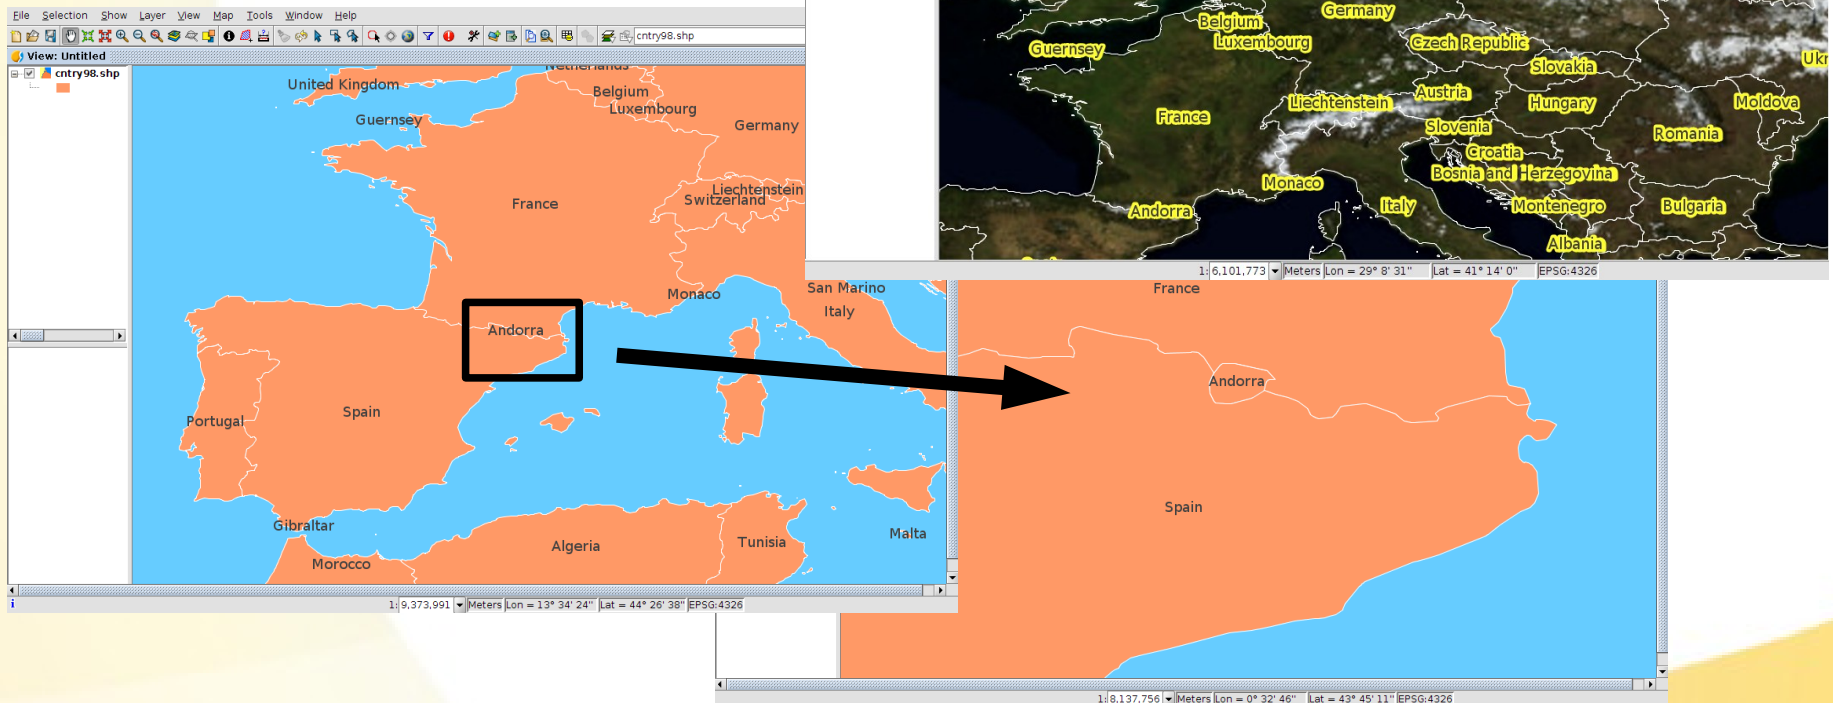 File Selection Show Layer View Map Tools Window Help
cntry98.shp
View: Untitled
cntry98.shp
Netherlands
United Kingdom
Belgium
Luxembourg
Guernsey
Germany
Liechtenstein
Switzerland
France
Monaco
San Marino
Italy
Andorra
Spain
Portugal
Gibraltar
Malta
Algeria
Tunisia
Morocco
1: 9,373,991 Meters Lon = 13° 34' 24" Lat = 44° 26' 38" EPSG:4326
Germany
Belgium
Luxembourg
Czech Republic
Guernsey
Slovakia
Ukr
Austria
Liechtenstein
Hungary
Moldova
France
Slovenia
Romania
Croatia
Bosnia and Herzegovina
Monaco
Andorra
Italy
Montenegro
Bulgaria
Albania
1: 6,101,773 Meters Lon = 29° 8' 31" Lat = 41° 14' 0" EPSG:4326
France
Andorra
Spain
1: 8,137,756 Meters Lon = 0° 32' 46" Lat = 43° 45' 11" EPSG:4326